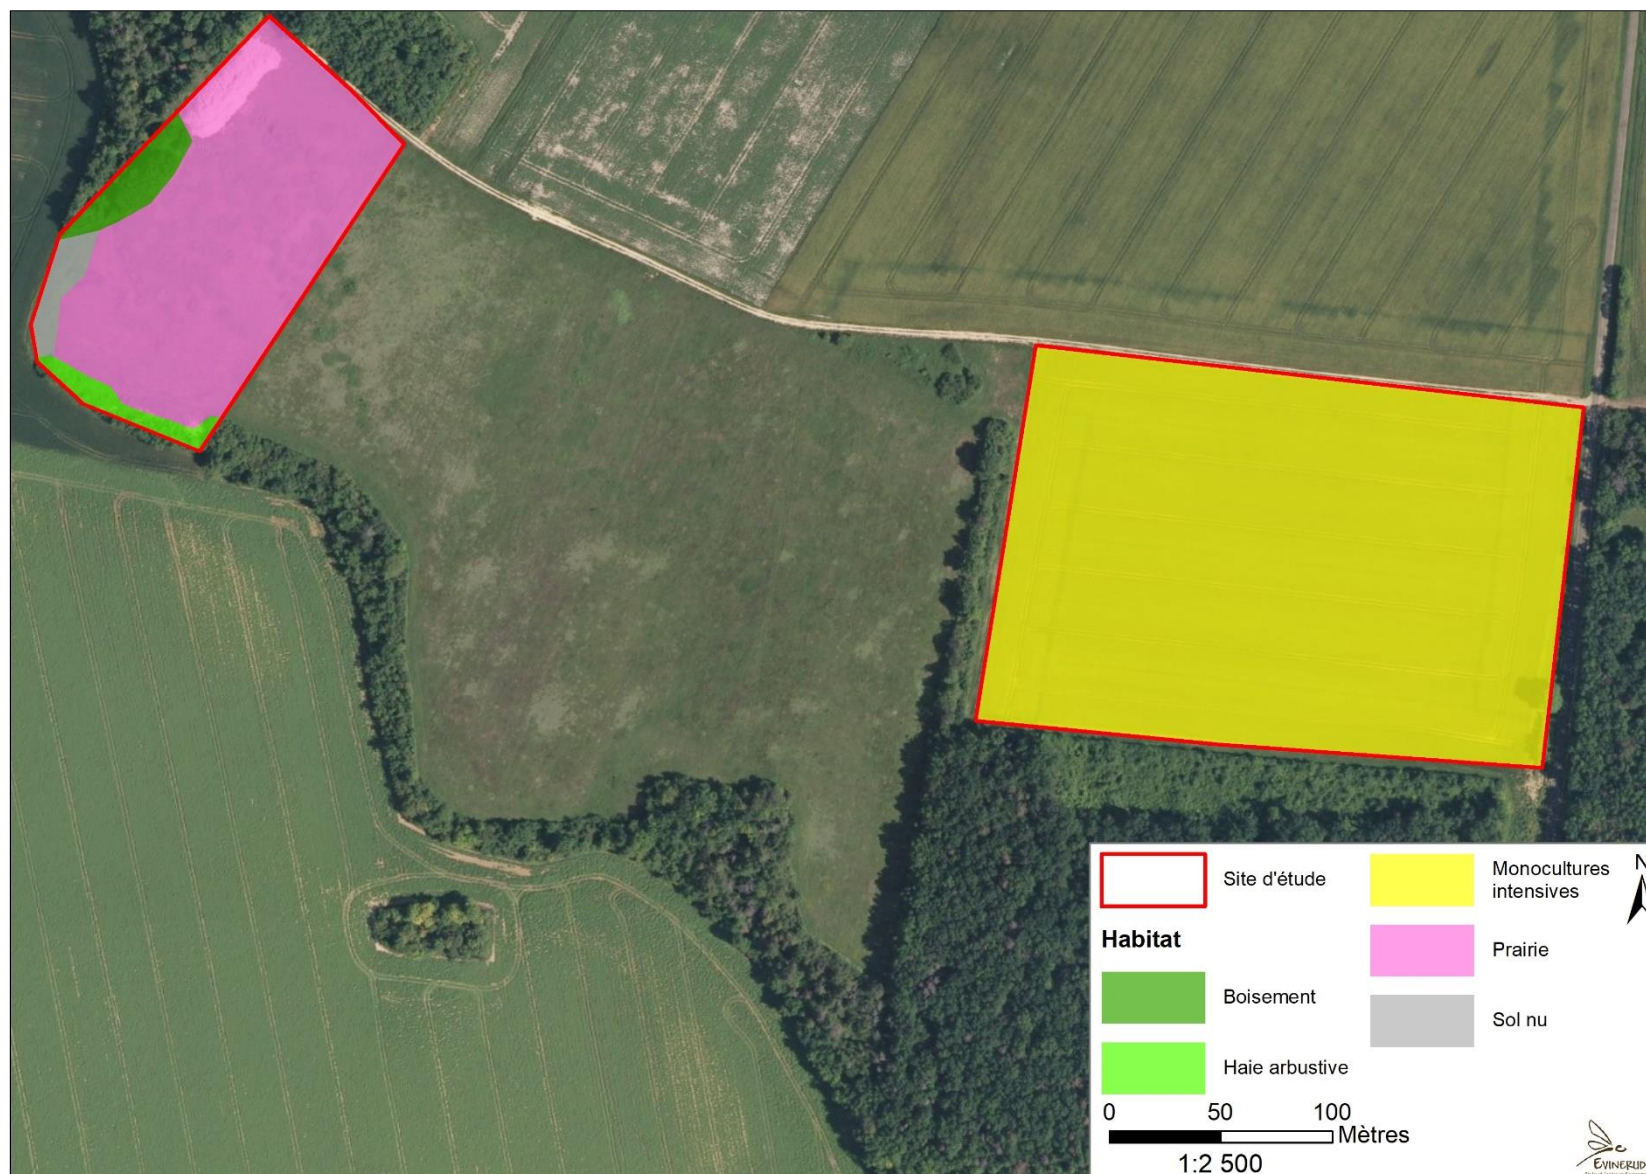 Site d'étude
Habitat
Boisement
Haie arbustive
Monocultures
intensives
Prairie
Sol nu
N
0 50 100
Mètres
1:2 500
EVINERUDE